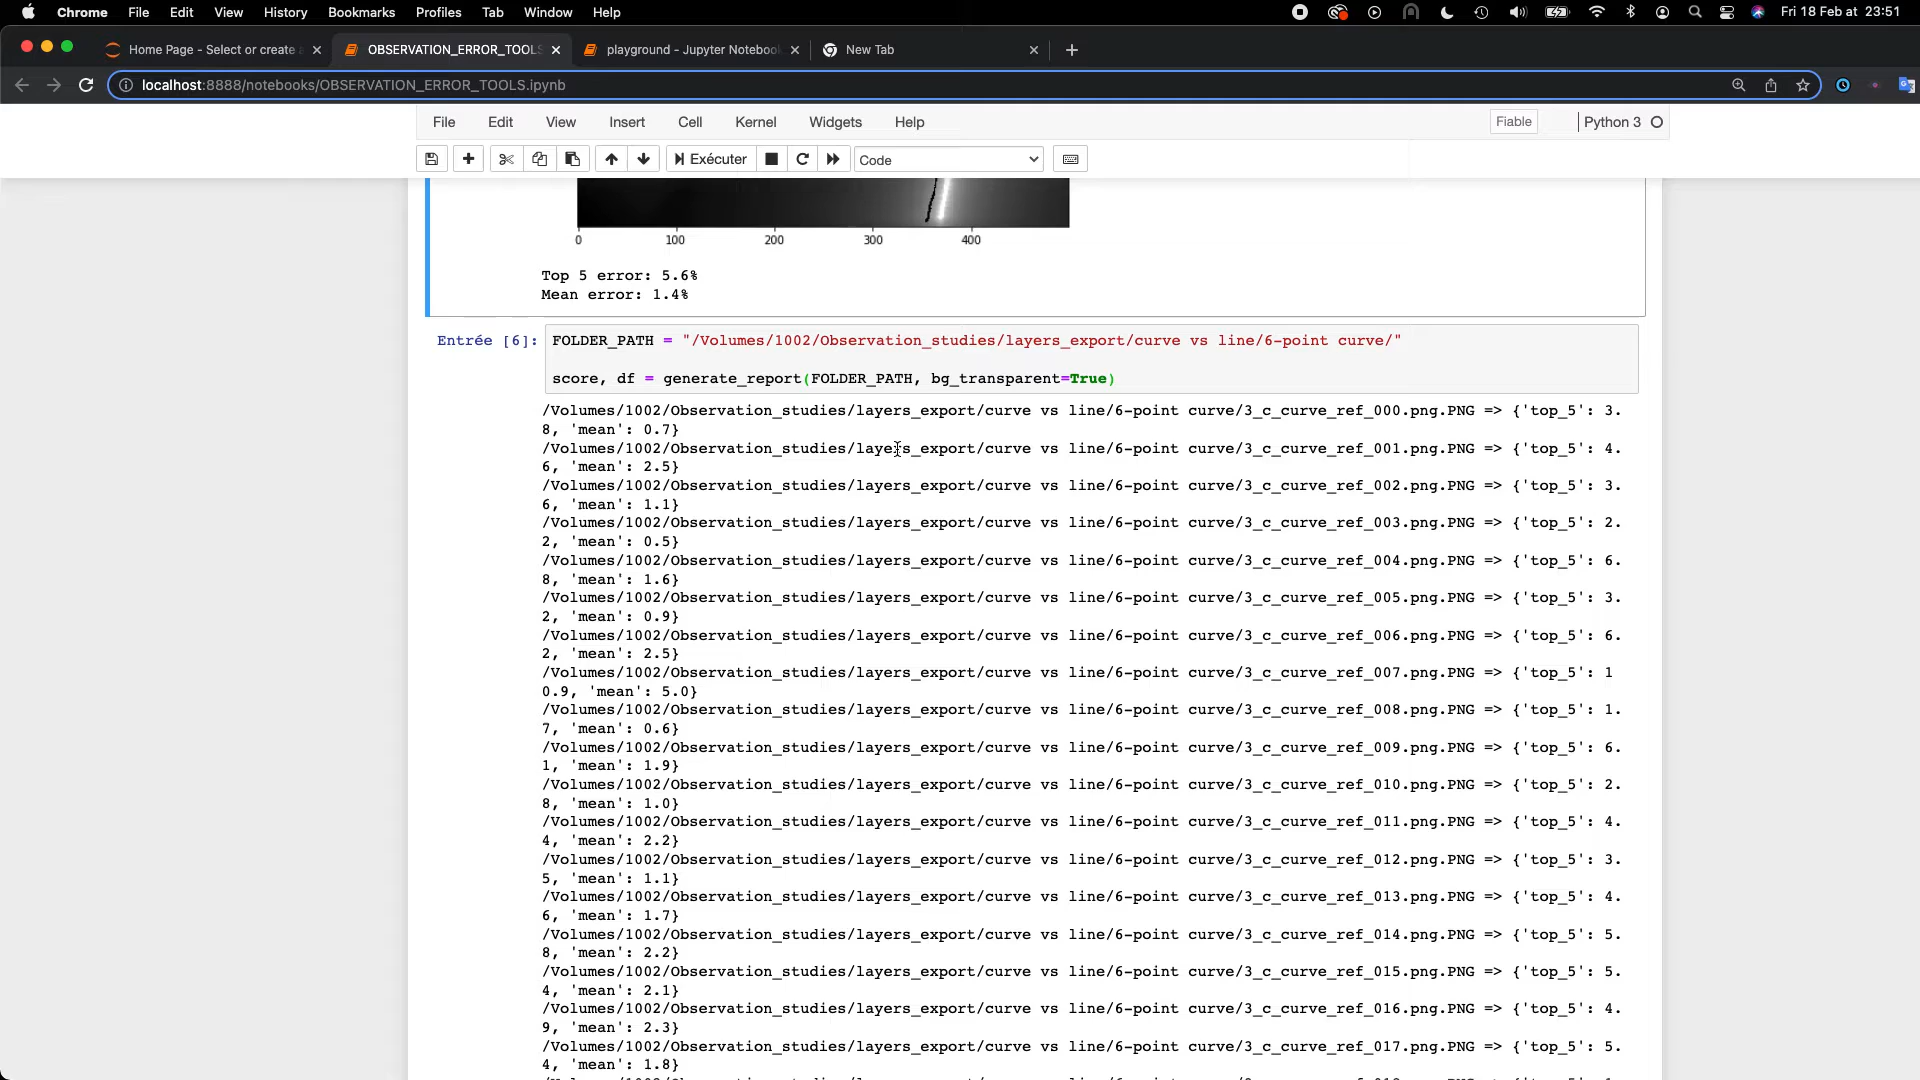 Chrome File Edit View History Bookmarks Profiles Tab Window Help Fri 18 Feb at 23:51
Home Page - Select or create a OBSERVATION_ERROR_TOOLS playground - Jupyter Notebook New Tab
localhost:8888/notebooks/OBSERVATION_ERROR_TOOLS.ipynb
File Edit View Insert Cell Kernel Widgets Help Fiable Python 3
Exécuter Code
0 100 200 300 400
Top 5 error: 5.6%
Mean error: 1.4%
Entrée [6]: FOLDER_PATH = "/Volumes/1002/Observation_studies/layers_export/curve vs line/6-point curve/"
score, df = generate_report(FOLDER_PATH, bg_transparent=True)
/Volumes/1002/Observation_studies/layers_export/curve vs line/6-point curve/3_c_curve_ref_000.png.PNG => {'top_5': 3.
8, 'mean': 0.7}
/Volumes/1002/Observation_studies/layers_export/curve vs line/6-point curve/3_c_curve_ref_001.png.PNG => {'top_5': 4.
6, 'mean': 2.5}
/Volumes/1002/Observation_studies/layers_export/curve vs line/6-point curve/3_c_curve_ref_002.png.PNG => {'top_5': 3.
6, 'mean': 1.1}
/Volumes/1002/Observation_studies/layers_export/curve vs line/6-point curve/3_c_curve_ref_003.png.PNG => {'top_5': 2.
2, 'mean': 0.5}
/Volumes/1002/Observation_studies/layers_export/curve vs line/6-point curve/3_c_curve_ref_004.png.PNG => {'top_5': 6.
8, 'mean': 1.6}
/Volumes/1002/Observation_studies/layers_export/curve vs line/6-point curve/3_c_curve_ref_005.png.PNG => {'top_5': 3.
2, 'mean': 0.9}
/Volumes/1002/Observation_studies/layers_export/curve vs line/6-point curve/3_c_curve_ref_006.png.PNG => {'top_5': 6.
2, 'mean': 2.5}
/Volumes/1002/Observation_studies/layers_export/curve vs line/6-point curve/3_c_curve_ref_007.png.PNG => {'top_5': 1
0.9, 'mean': 5.0}
/Volumes/1002/Observation_studies/layers_export/curve vs line/6-point curve/3_c_curve_ref_008.png.PNG => {'top_5': 1.
7, 'mean': 0.6}
/Volumes/1002/Observation_studies/layers_export/curve vs line/6-point curve/3_c_curve_ref_009.png.PNG => {'top_5': 6.
1, 'mean': 1.9}
/Volumes/1002/Observation_studies/layers_export/curve vs line/6-point curve/3_c_curve_ref_010.png.PNG => {'top_5': 2.
8, 'mean': 1.0}
/Volumes/1002/Observation_studies/layers_export/curve vs line/6-point curve/3_c_curve_ref_011.png.PNG => {'top_5': 4.
4, 'mean': 2.2}
/Volumes/1002/Observation_studies/layers_export/curve vs line/6-point curve/3_c_curve_ref_012.png.PNG => {'top_5': 3.
5, 'mean': 1.1}
/Volumes/1002/Observation_studies/layers_export/curve vs line/6-point curve/3_c_curve_ref_013.png.PNG => {'top_5': 4.
6, 'mean': 1.7}
/Volumes/1002/Observation_studies/layers_export/curve vs line/6-point curve/3_c_curve_ref_014.png.PNG => {'top_5': 5.
8, 'mean': 2.2}
/Volumes/1002/Observation_studies/layers_export/curve vs line/6-point curve/3_c_curve_ref_015.png.PNG => {'top_5': 5.
4, 'mean': 2.1}
/Volumes/1002/Observation_studies/layers_export/curve vs line/6-point curve/3_c_curve_ref_016.png.PNG => {'top_5': 4.
9, 'mean': 2.3}
/Volumes/1002/Observation_studies/layers_export/curve vs line/6-point curve/3_c_curve_ref_017.png.PNG => {'top_5': 5.
4, 'mean': 1.8}